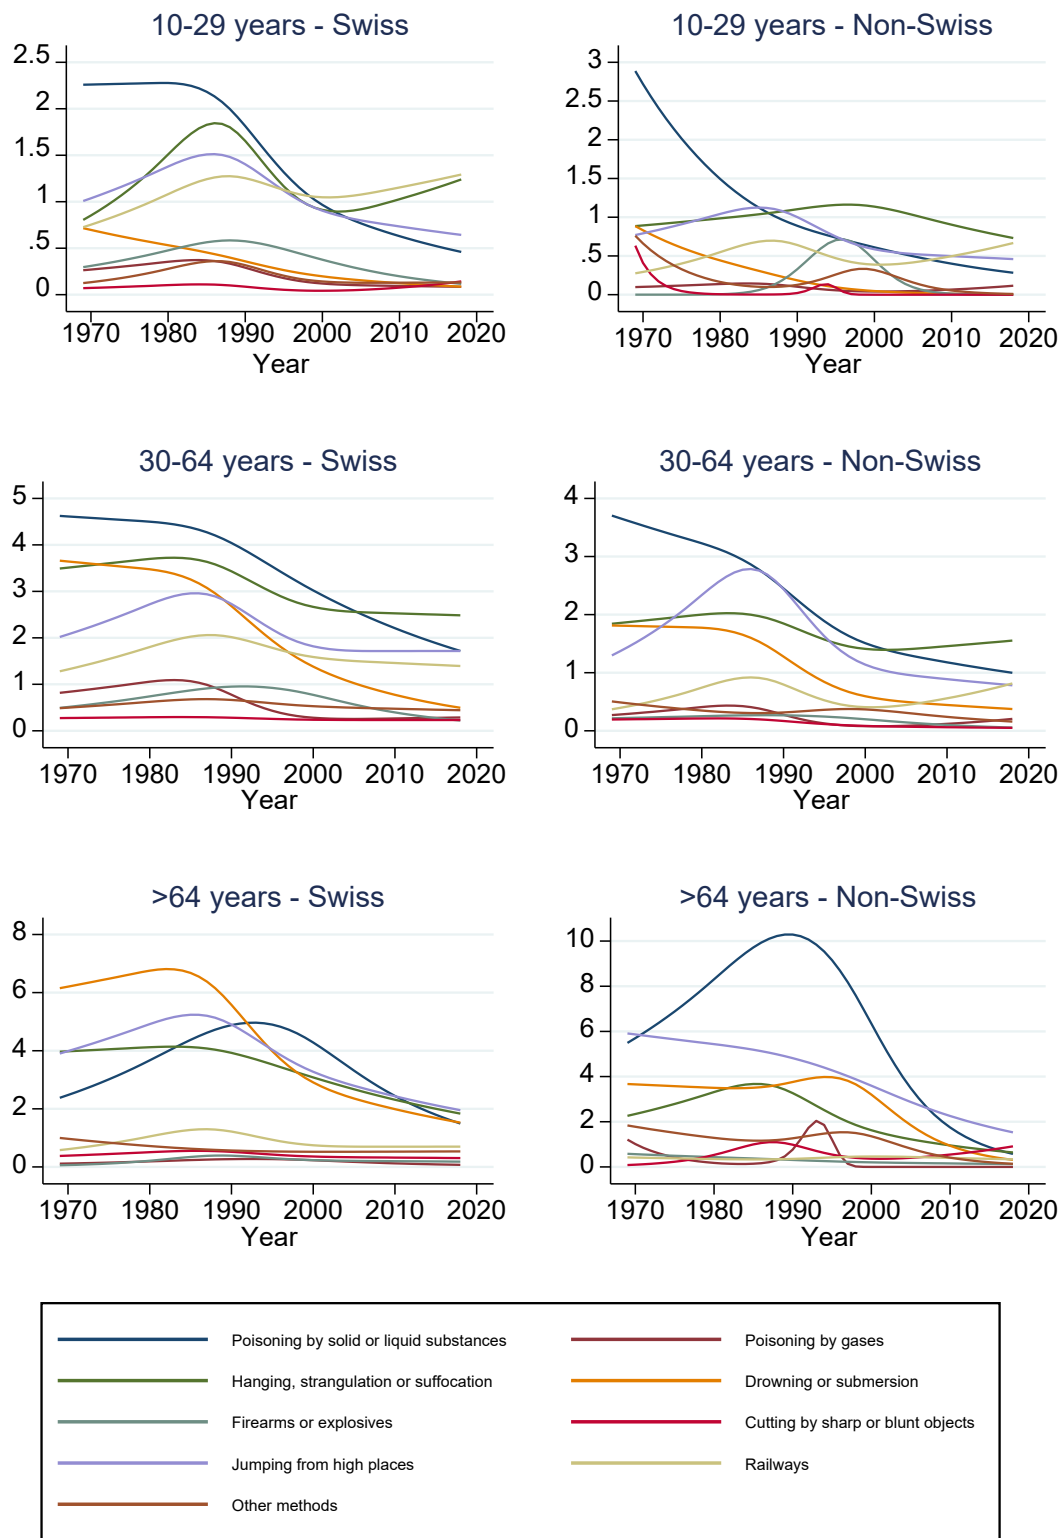 10-29 years - Swiss
2.5
2
1.5
1
.5
0
1970 1980 1990 2000 2010 2020
Year
10-29 years - Non-Swiss
3
2.5
2
1.5
1
.5
0
1970 1980 1990 2000 2010 2020
Year
30-64 years - Swiss
5
4
3
2
1
0
1970 1980 1990 2000 2010 2020
Year
30-64 years - Non-Swiss
4
3
2
1
0
1970 1980 1990 2000 2010 2020
Year
>64 years - Swiss
8
6
4
2
0
1970 1980 1990 2000 2010 2020
Year
>64 years - Non-Swiss
10
8
6
4
2
0
1970 1980 1990 2000 2010 2020
Year
Poisoning by solid or liquid substances
Poisoning by gases
Hanging, strangulation or suffocation
Drowning or submersion
Firearms or explosives
Cutting by sharp or blunt objects
Jumping from high places
Railways
Other methods